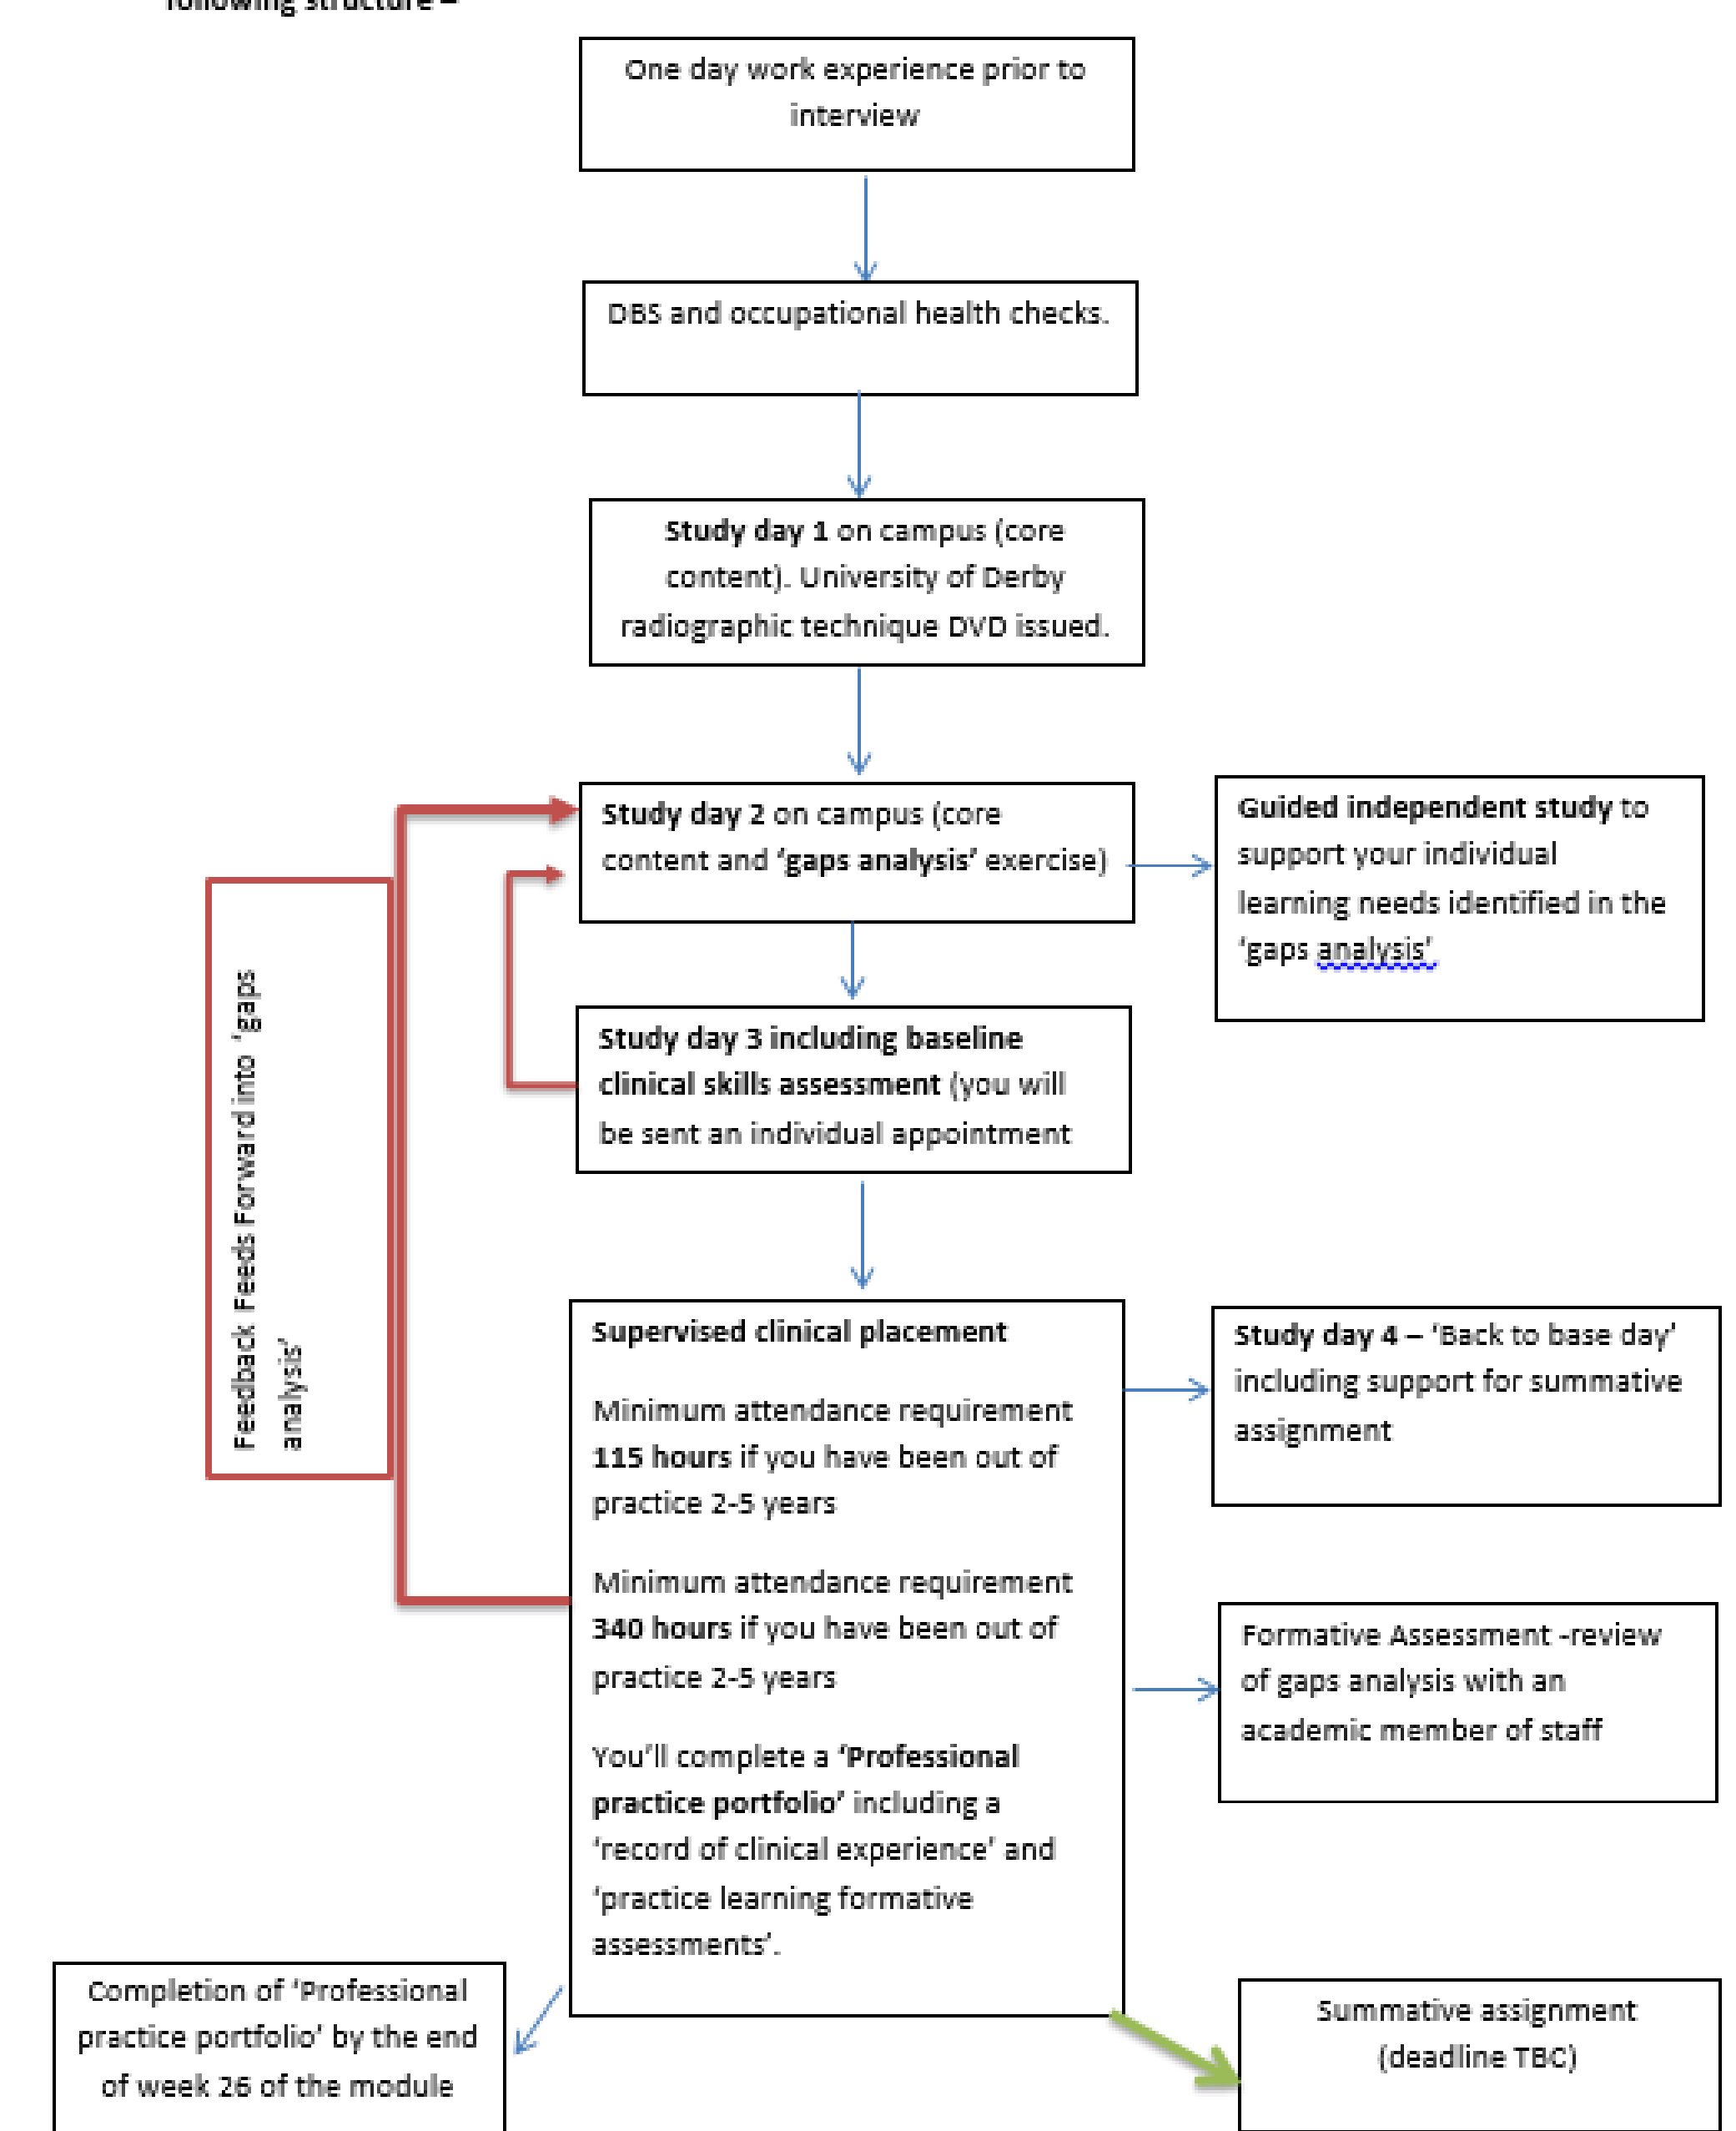 following structure –
One day work experience prior to
interview
DBS and occupational health checks.
Study day 1 on campus (core
content). University of Derby
radiographic technique DVD issued.
Study day 2 on campus (core
content and ‘gaps analysis’ exercise)
Guided independent study to
support your individual
learning needs identified in the
‘gaps analysis’
Feedback Feeds Forward into ‘gaps
analysis’
Study day 3 including baseline
clinical skills assessment (you will
be sent an individual appointment
Supervised clinical placement
Minimum attendance requirement
115 hours if you have been out of
practice 2-5 years
Minimum attendance requirement
340 hours if you have been out of
practice 2-5 years
You’ll complete a ‘Professional
practice portfolio’ including a
‘record of clinical experience’ and
‘practice learning formative
assessments’.
Study day 4 – ‘Back to base day’
including support for summative
assignment
Formative Assessment -review
of gaps analysis with an
academic member of staff
Completion of ‘Professional
practice portfolio’ by the end
of week 26 of the module
Summative assignment
(deadline TBC)